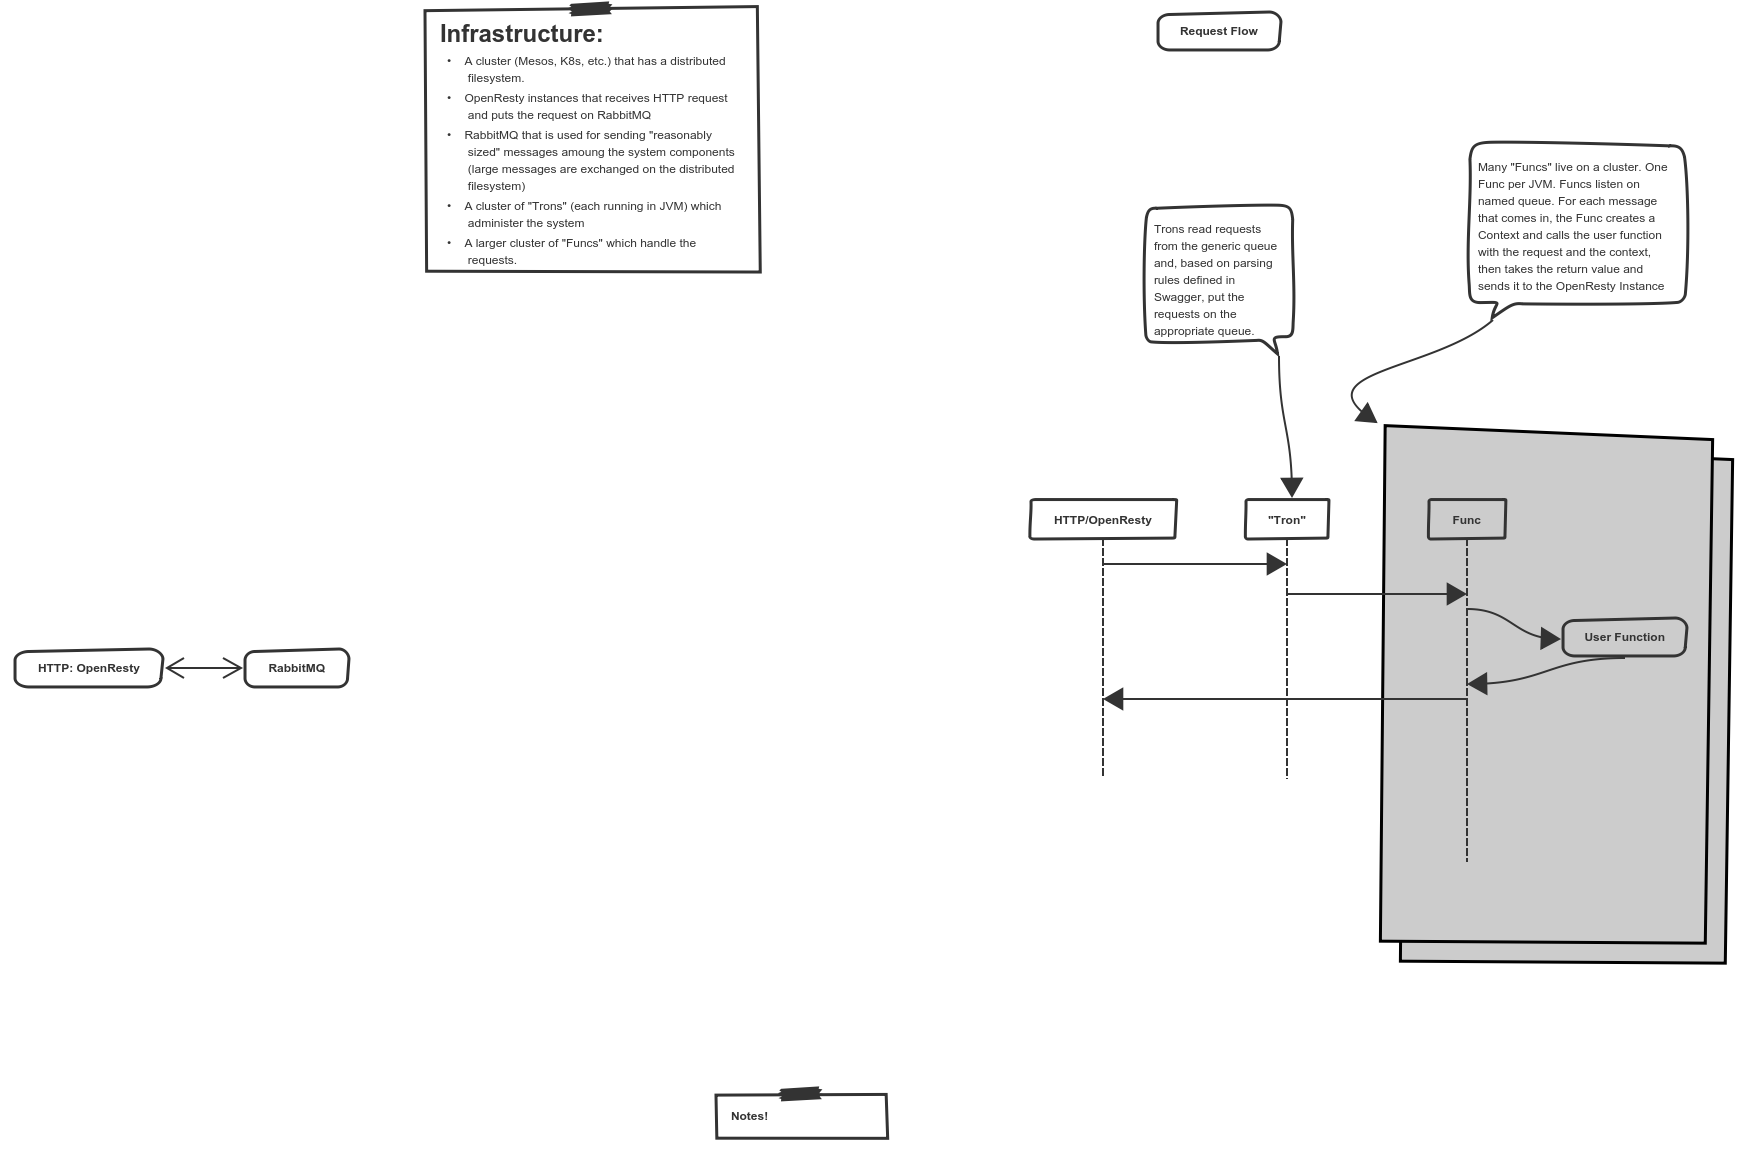 Infrastructure:
• A cluster (Mesos, K8s, etc.) that has a distributed
filesystem.
• OpenResty instances that receives HTTP request
and puts the request on RabbitMQ
• RabbitMQ that is used for sending "reasonably
sized" messages amoung the system components
(large messages are exchanged on the distributed
filesystem)
• A cluster of "Trons" (each running in JVM) which
administer the system
• A larger cluster of "Funcs" which handle the
requests.
Request Flow
Many "Funcs" live on a cluster. One
Func per JVM. Funcs listen on
named queue. For each message
that comes in, the Func creates a
Context and calls the user function
with the request and the context,
then takes the return value and
sends it to the OpenResty Instance
Trons read requests
from the generic queue
and, based on parsing
rules defined in
Swagger, put the
requests on the
appropriate queue.
HTTP/OpenResty
"Tron"
Func
User Function
HTTP: OpenResty
RabbitMQ
Notes!